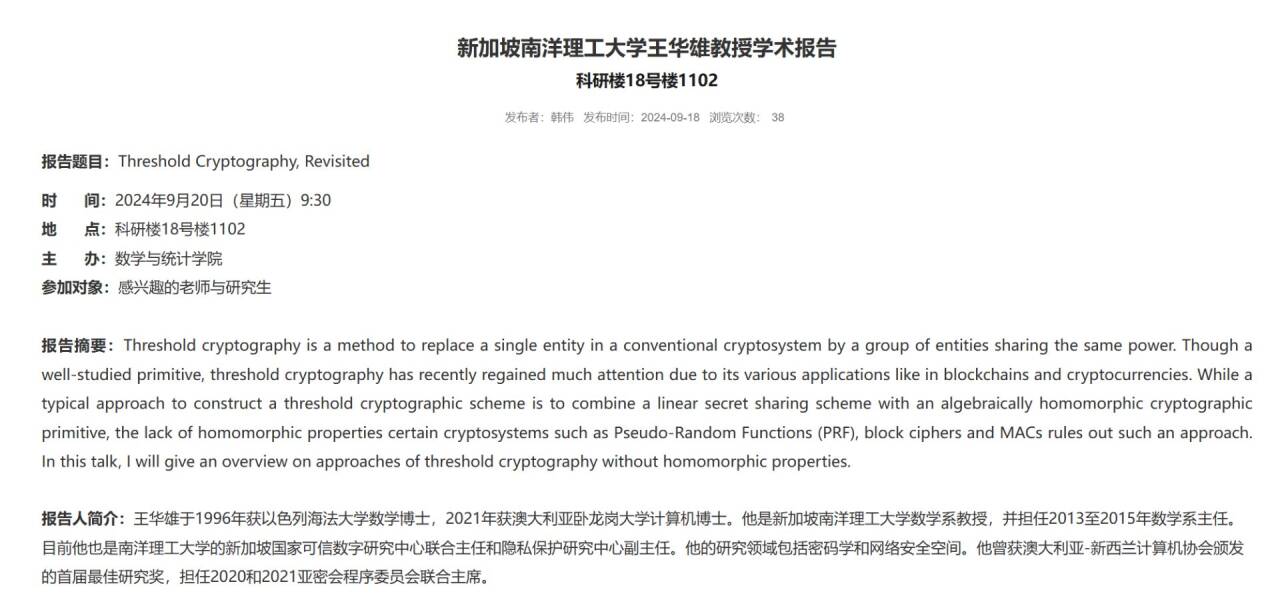 新加坡南洋理工大学王华雄教授学术报告
科研楼18号楼1102
发布者：韩伟 发布时间：2024-09-18 浏览次数： 38
报告题目：Threshold Cryptography, Revisited
时 间：2024年9月20日（星期五）9:30
地 点：科研楼18号楼1102
主 办：数学与统计学院
参加对象：感兴趣的老师与研究生
报告摘要：Threshold cryptography is a method to replace a single entity in a conventional cryptosystem by a group of entities sharing the same power. Though a
well-studied primitive, threshold cryptography has recently regained much attention due to its various applications like in blockchains and cryptocurrencies. While a
typical approach to construct a threshold cryptographic scheme is to combine a linear secret sharing scheme with an algebraically homomorphic cryptographic
primitive, the lack of homomorphic properties certain cryptosystems such as Pseudo-Random Functions (PRF), block ciphers and MACs rules out such an approach.
In this talk, I will give an overview on approaches of threshold cryptography without homomorphic properties.
报告人简介：王华雄于1996年获以色列海法大学数学博士，2021年获澳大利亚卧龙岗大学计算机博士。他是新加坡南洋理工大学数学系教授，并担任2013至2015年数学系主任。
目前他也是南洋理工大学的新加坡国家可信数字研究中心联合主任和隐私保护研究中心副主任。他的研究领域包括密码学和网络安全空间。他曾获澳大利亚-新西兰计算机协会颁发
的首届最佳研究奖，担任2020和2021亚密会程序委员会联合主席。